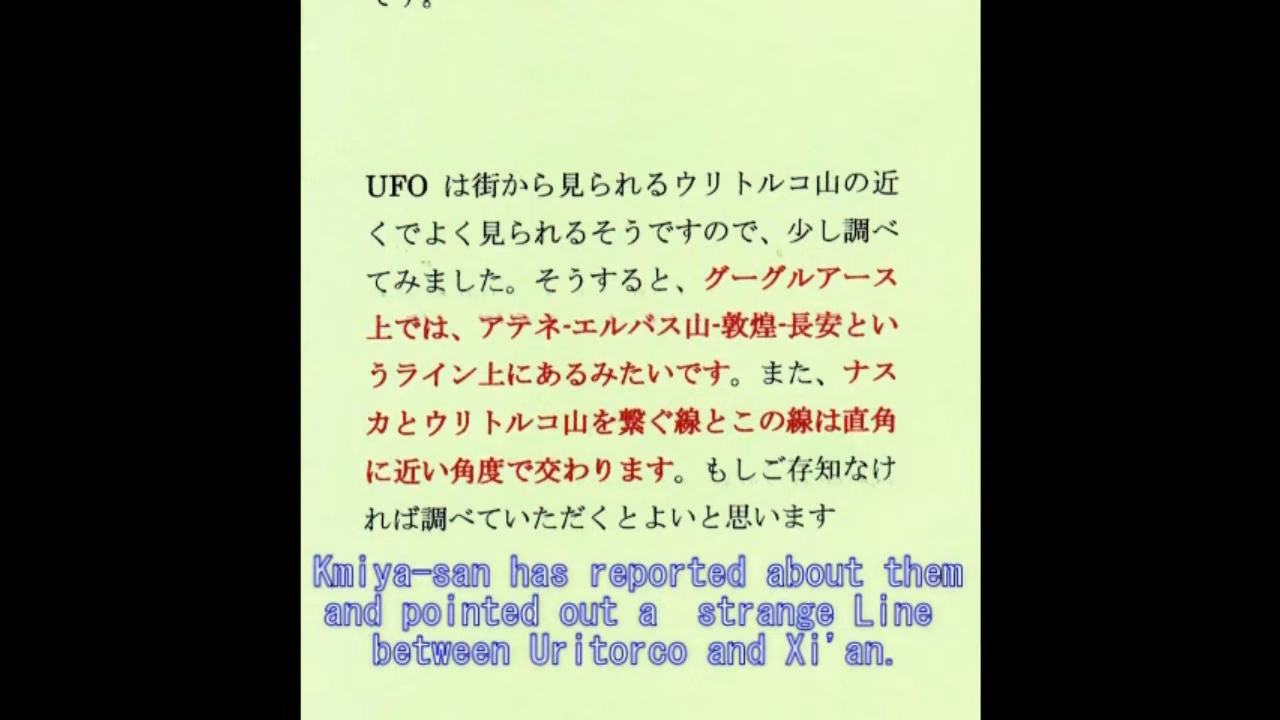 です。
UFO は街から見られるウリトルコ山の近
くでよく見られるそうですので、少し調べ
てみました。そうすると、グーグルアース
上では、アテネ-エルバス山-敦煌-長安とい
うライン上にあるみたいです。また、ナス
カとウリトルコ山を繋ぐ線とこの線は直角
に近い角度で交わります。もしご存知なけ
れば調べていただくとよいと思います
Kmiya-san has reported about them
and pointed out a strange Line
between Uritorco and Xi'an.